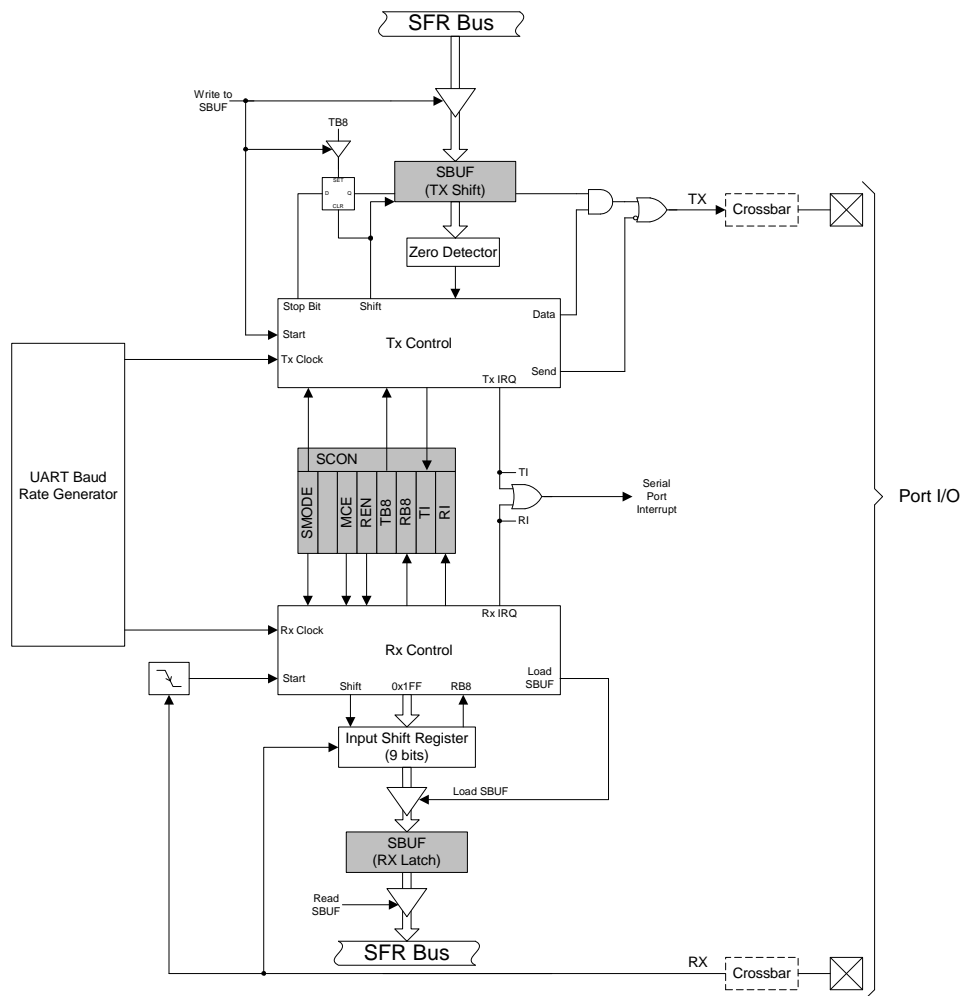 SFR Bus
Write to
SBUF
TB8
SET
D
Q
CLR
SBUF
(TX Shift)
TX
Crossbar
Zero Detector
Stop Bit
Shift
Data
Start
Tx Control
Tx Clock
Send
Tx IRQ
UART Baud
Rate Generator
SCON
SMODE
MCE
REN
TB8
RB8
TI
RI
TI
RI
Serial
Port
Interrupt
Port I/O
Rx IRQ
Rx Clock
Rx Control
Start
Load
SBUF
Shift
0x1FF
RB8
Input Shift Register
(9 bits)
Load SBUF
SBUF
(RX Latch)
Read
SBUF
SFR Bus
RX
Crossbar